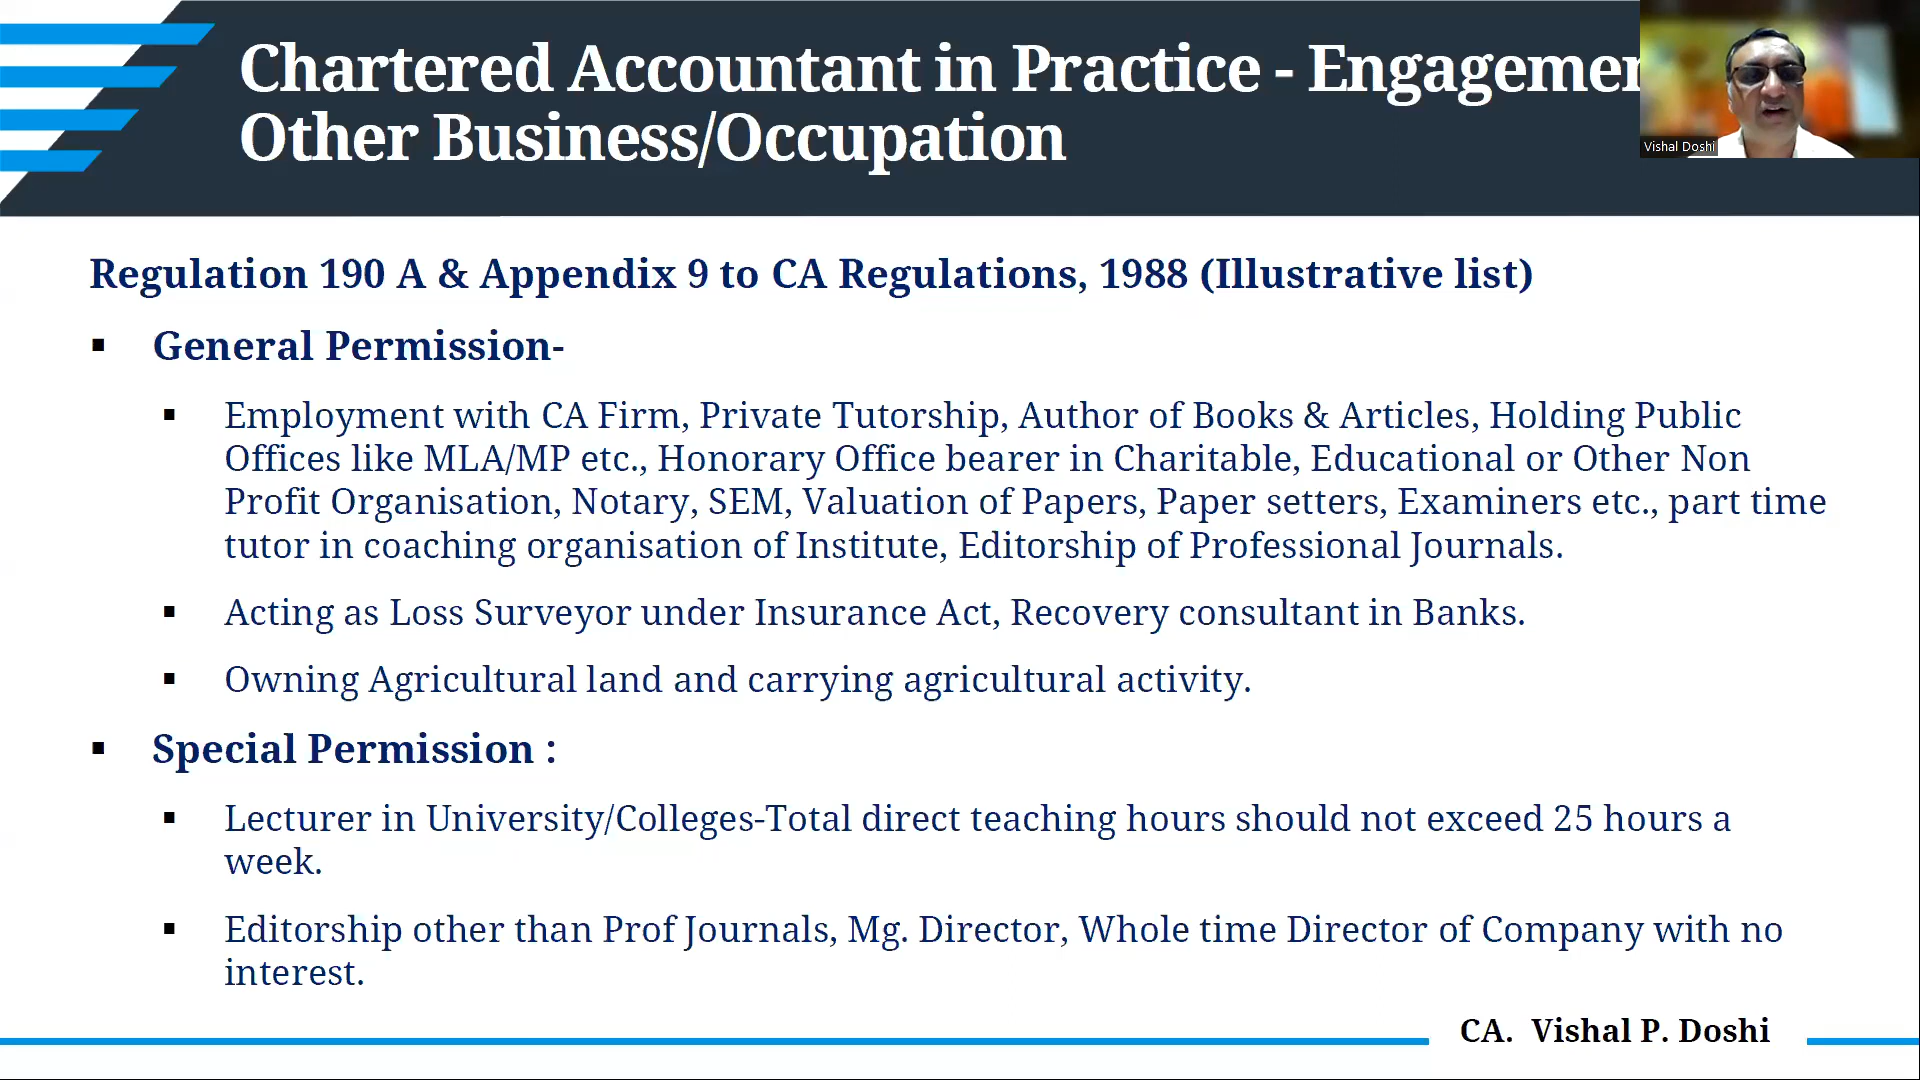 Chartered Accountant in Practice - Engagemen
Other Business/Occupation
Vishal Doshi
Regulation 190 A & Appendix 9 to CA Regulations, 1988 (Illustrative list)
General Permission-
Employment with CA Firm, Private Tutorship, Author of Books & Articles, Holding Public
Offices like MLA/MP etc., Honorary Office bearer in Charitable, Educational or Other Non
Profit Organisation, Notary, SEM, Valuation of Papers, Paper setters, Examiners etc., part time
tutor in coaching organisation of Institute, Editorship of Professional Journals.
Acting as Loss Surveyor under Insurance Act, Recovery consultant in Banks.
Owning Agricultural land and carrying agricultural activity.
Special Permission :
Lecturer in University/Colleges-Total direct teaching hours should not exceed 25 hours a
week.
Editorship other than Prof Journals, Mg. Director, Whole time Director of Company with no
interest.
CA. Vishal P. Doshi